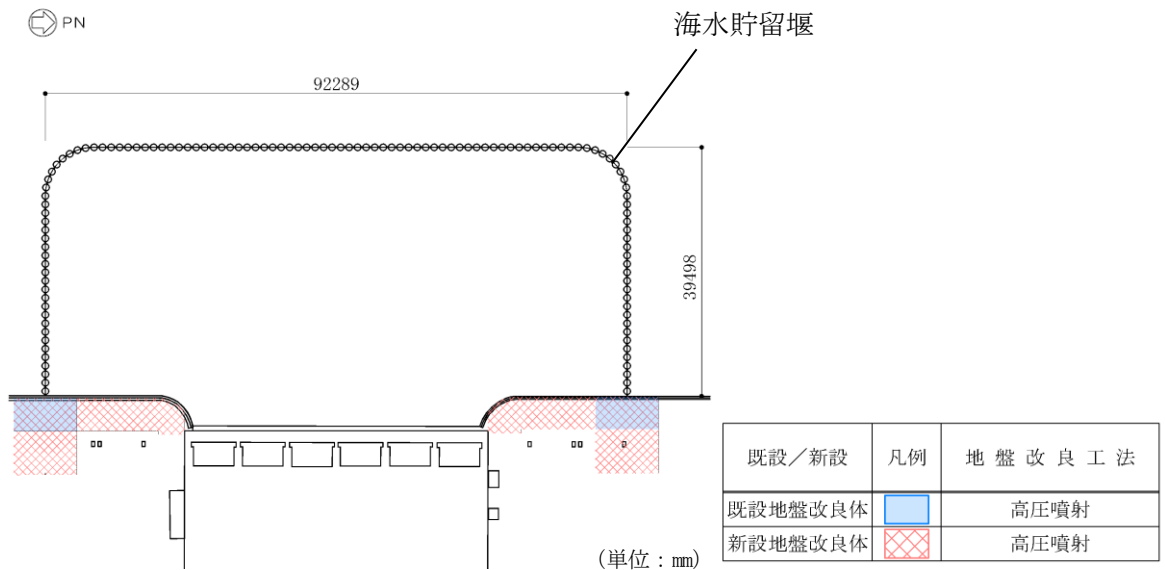 PN
海水貯留堰
92289
39498
既設／新設 凡例 地盤改良工法
既設地盤改良体 高圧噴射
新設地盤改良体 高圧噴射
(単位：㎜)